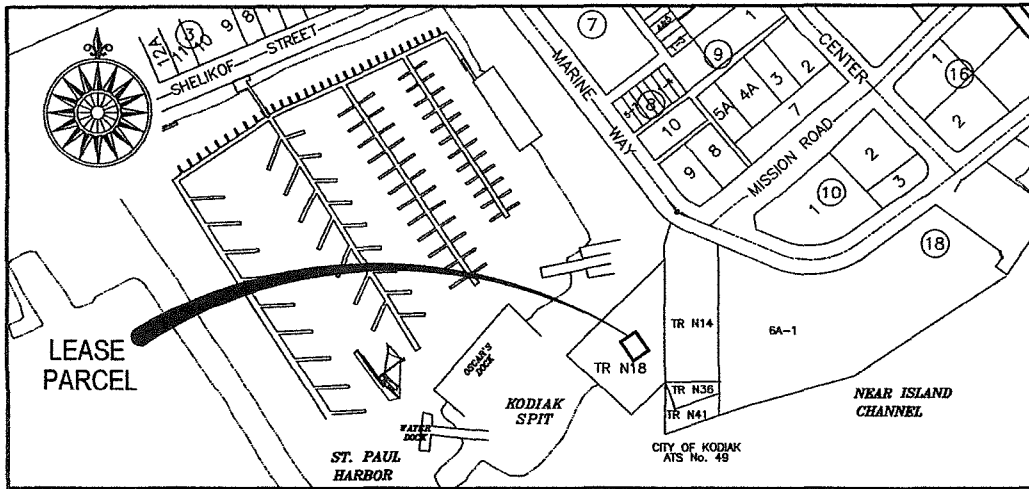 12A
11
10
9
8
3
SHELIKOF STREET
7
MARINE WAY
1-3
1
9
CENTER
8
4
10
5A
4A
3
2
7
9
8
MISSION ROAD
1
16
2
10
2
3
1
18
LEASE
PARCEL
TR N14
6A-1
TR N18
OSCAR'S
DOCK
TR N36
TR N41
KODIAK
SPIT
NEAR ISLAND
CHANNEL
WATER
DOCK
ST. PAUL
HARBOR
CITY OF KODIAK
ATS No. 49